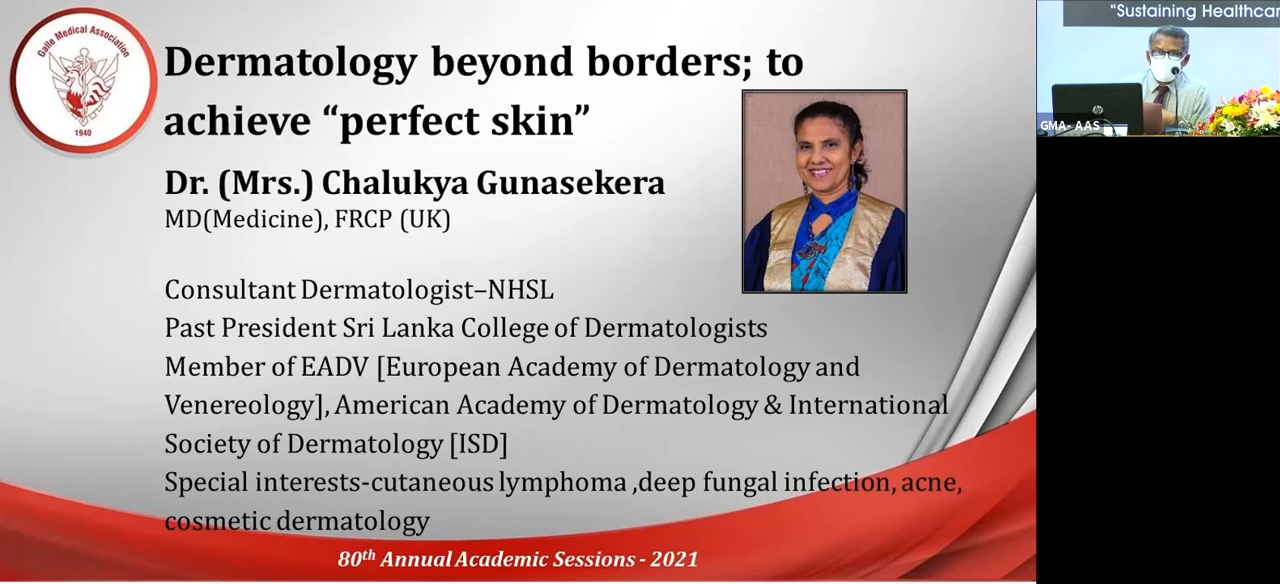 Galle Medical Association
1940
Dermatology beyond borders; to
achieve “perfect skin”
Dr. (Mrs.) Chalukya Gunasekera
MD(Medicine), FRCP (UK)
Consultant Dermatologist–NHSL
Past President Sri Lanka College of Dermatologists
Member of EADV [European Academy of Dermatology and
Venereology], American Academy of Dermatology & International
Society of Dermatology [ISD]
Special interests-cutaneous lymphoma ,deep fungal infection, acne,
cosmetic dermatology
80th Annual Academic Sessions - 2021
“Sustaining Healthcar
hp
GMA- AAS